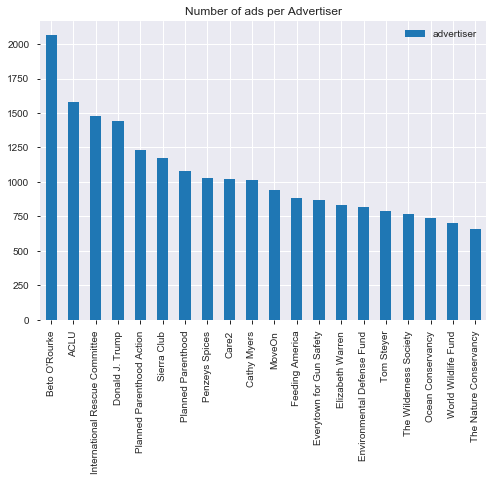 Number of ads per Advertiser
advertiser
2000
1750
1500
1250
1000
750
500
250
0
Beto O'Rourke
ACLU
International Rescue Committee
Donald J. Trump
Planned Parenthood Action
Sierra Club
Planned Parenthood
Penzeys Spices
Care2
Cathy Myers
MoveOn
Feeding America
Everytown for Gun Safety
Elizabeth Warren
Environmental Defense Fund
Tom Steyer
The Wilderness Society
Ocean Conservancy
World Wildlife Fund
The Nature Conservancy